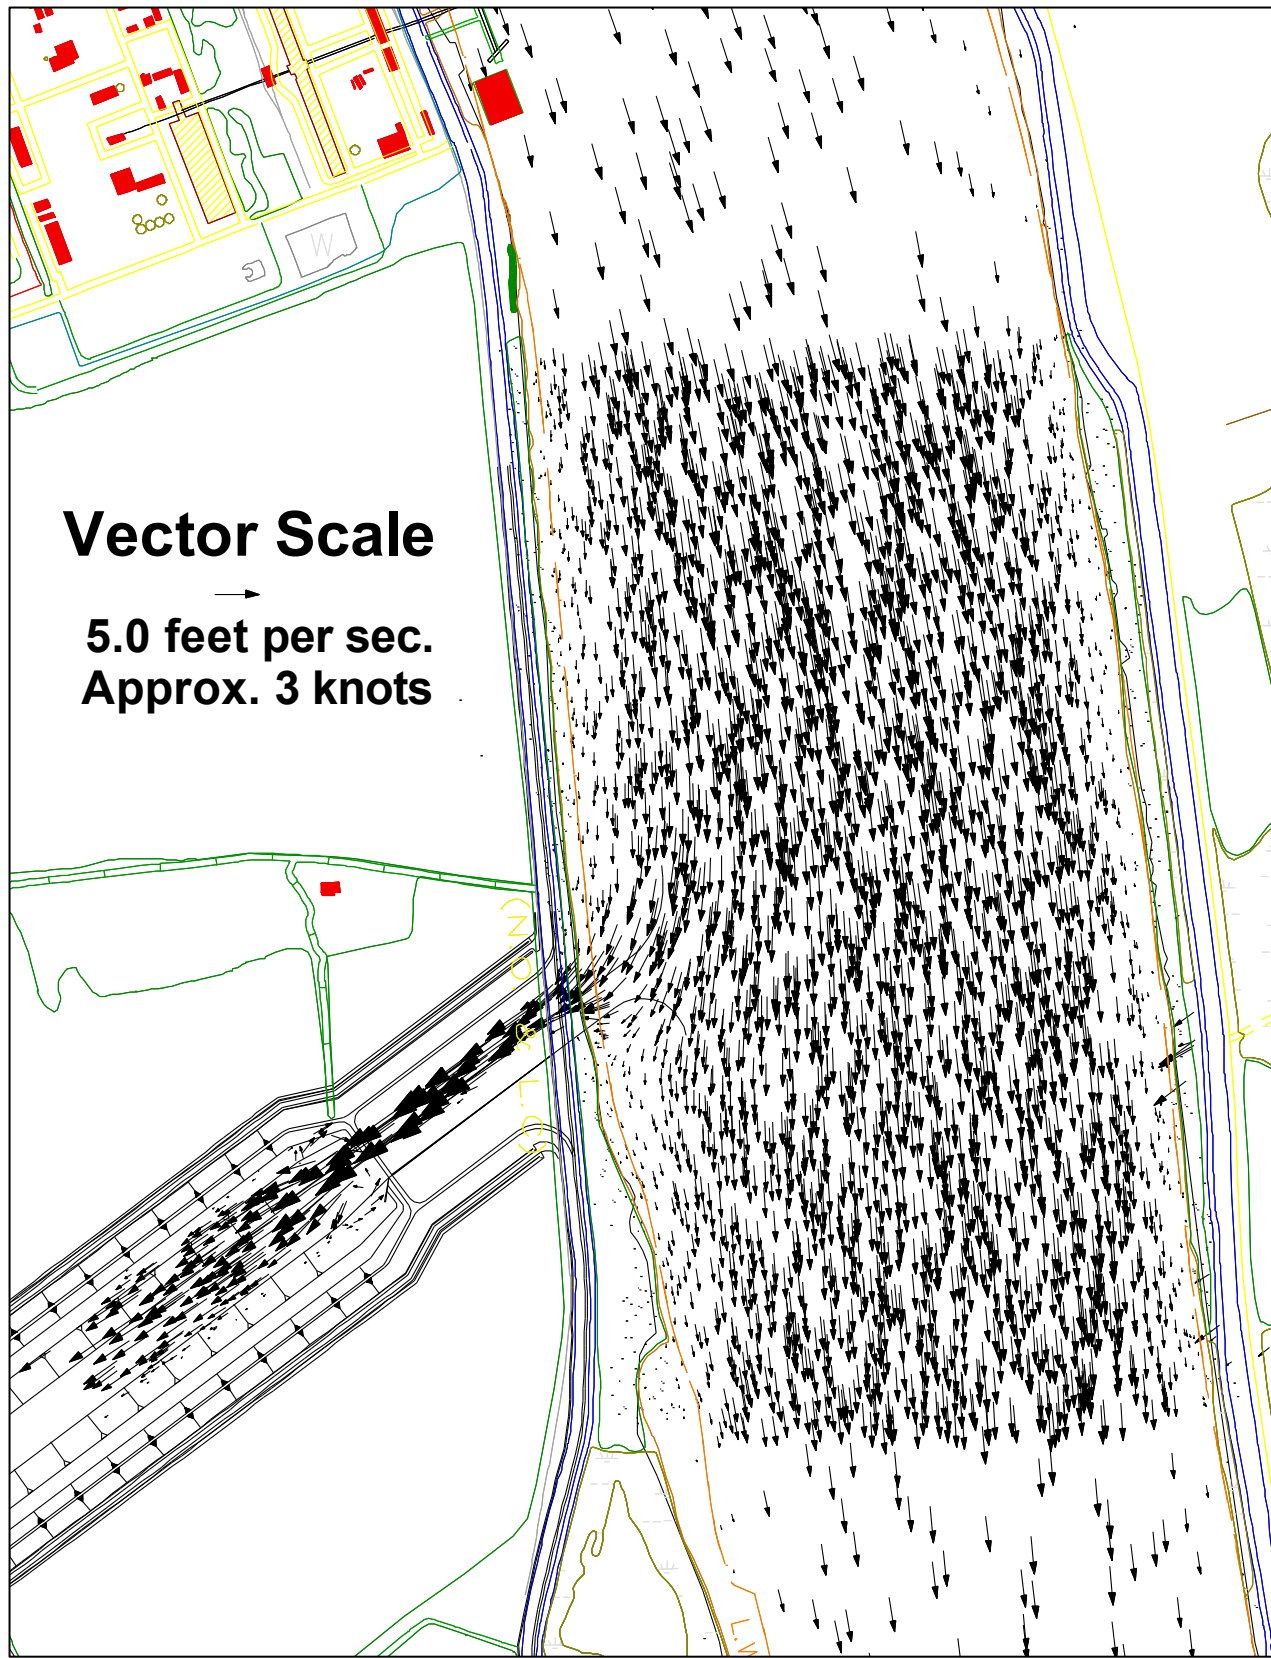 Vector Scale
5.0 feet per sec.
Approx. 3 knots
W
N.O. & L.C.
L.W